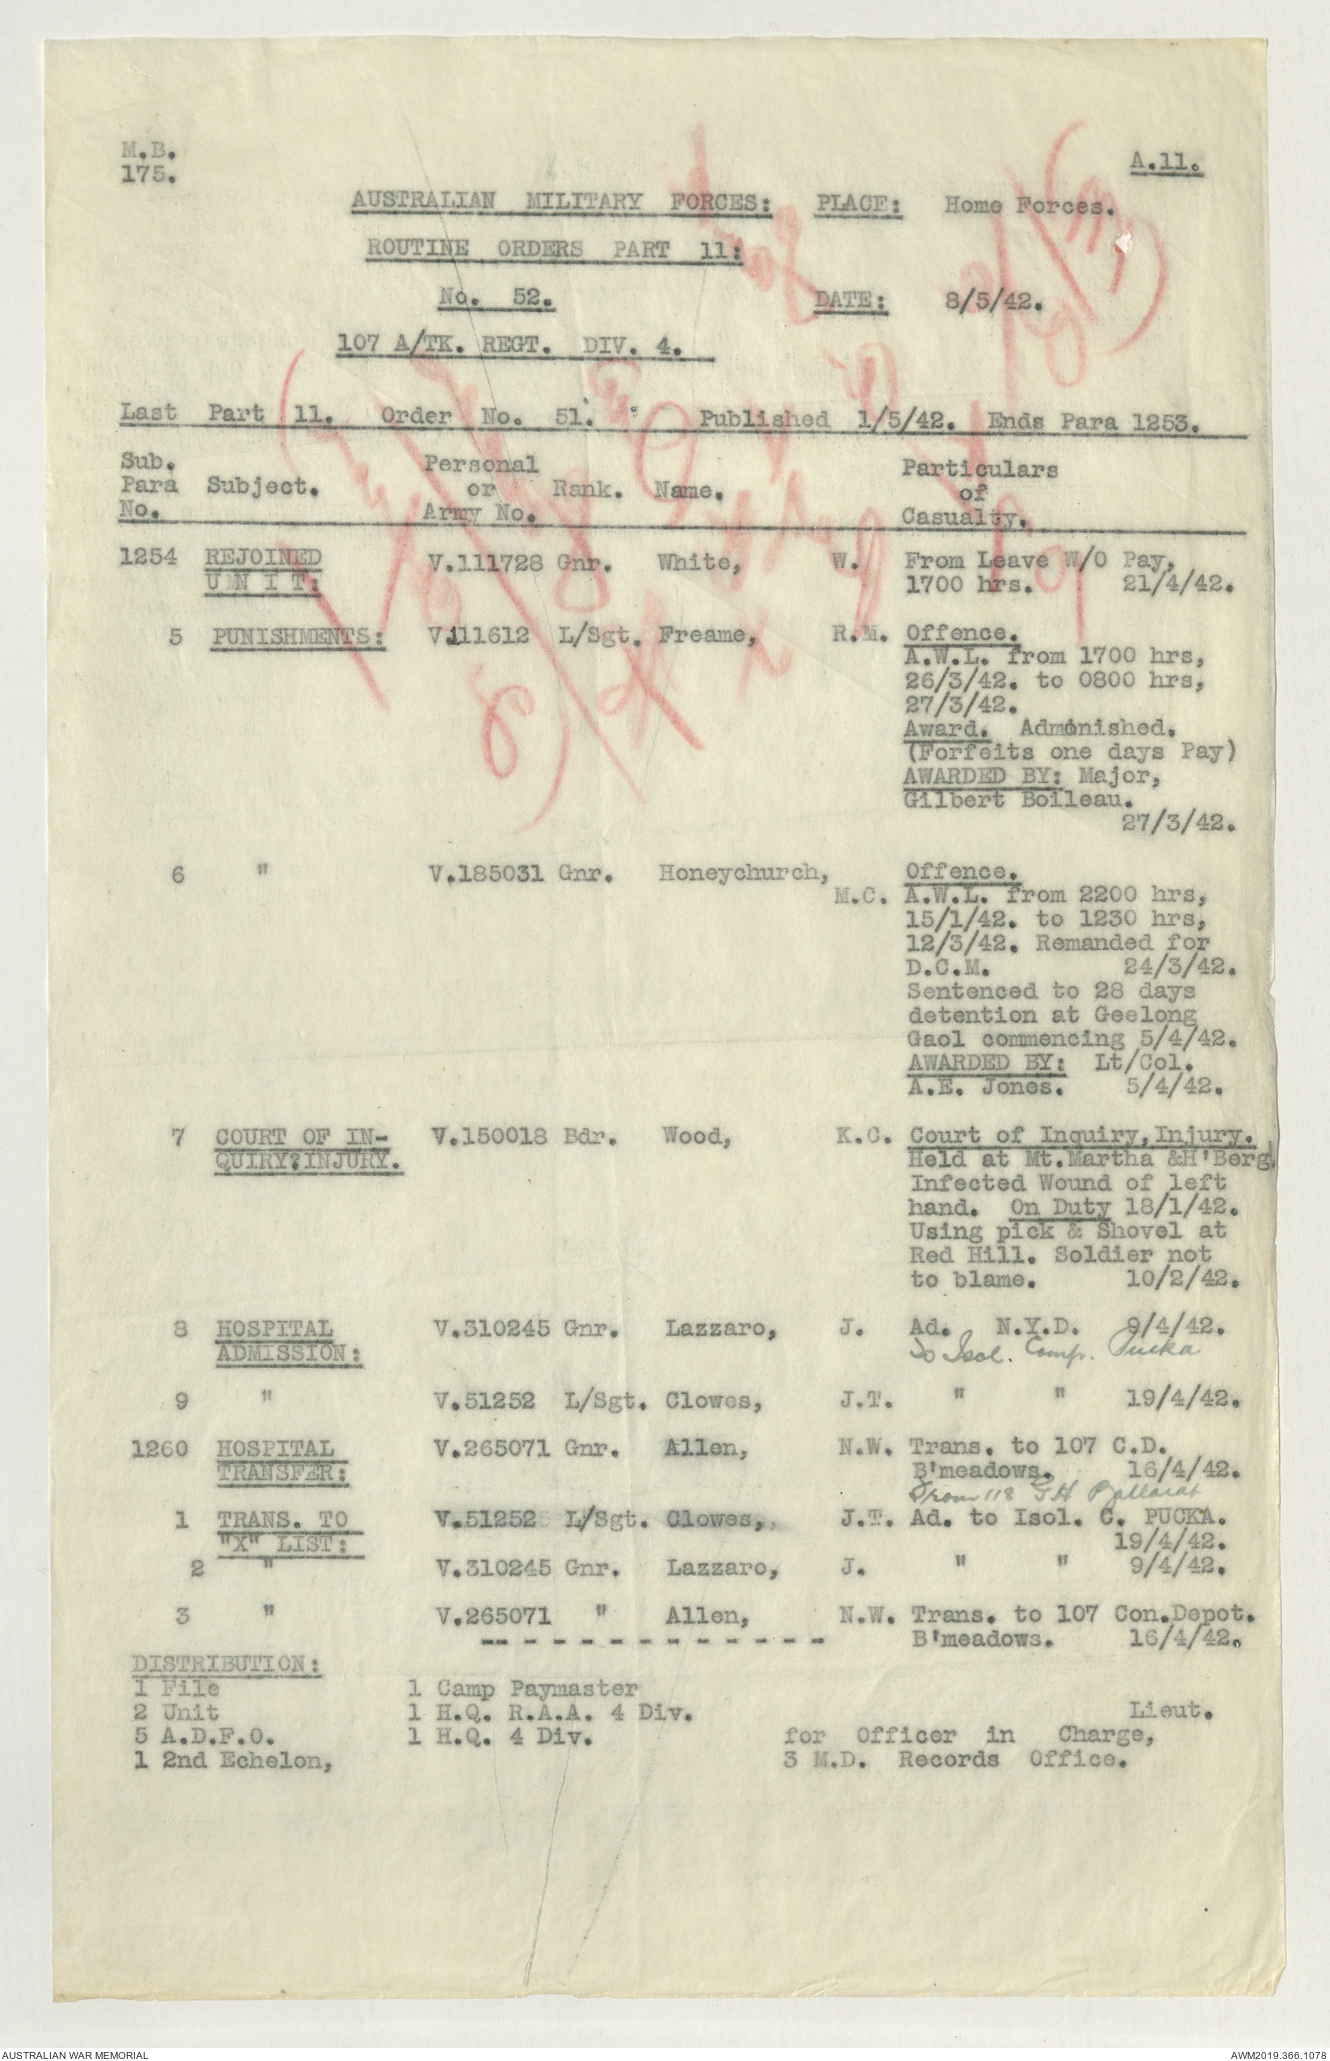 M.B.
175.
A.11.
AUSTRALIAN MILITARY FORCES: PLACE: Home Forces.
ROUTINE ORDERS PART 11:
No. 52. DATE: 8/5/42.
107 A/TK. REGT. DIV. 4.
Last Part 11. Order No. 51. Published 1/5/42. Ends Para 1253.
Sub. Personal Particulars
Para Subject. or Rank. Name. of
No. Army No. Casualty.
1254 REJOINED V.111728 Gnr. White, W. From Leave W/O Pay,
U N I T: 1700 hrs. 21/4/42.
5 PUNISHMENTS: V.111612 L/Sgt. Freame, R.M. Offence.
A.W.L. from 1700 hrs,
26/3/42. to 0800 hrs,
27/3/42.
Award. Admonished.
(Forfeits one days Pay)
AWARDED BY: Major,
Gilbert Boileau.
27/3/42.
6 " V.185031 Gnr. Honeychurch, Offence.
M.C. A.W.L. from 2200 hrs,
15/1/42. to 1230 hrs,
12/3/42. Remanded for
D.C.M. 24/3/42.
Sentenced to 28 days
detention at Geelong
Gaol commencing 5/4/42.
AWARDED BY: Lt/Col.
A.E. Jones. 5/4/42.
7 COURT OF IN- V.150018 Bdr. Wood, K.C. Court of Inquiry,Injury.
QUIRY?INJURY. Held at Mt.Martha &H'Berg.
Infected Wound of left
hand. On Duty 18/1/42.
Using pick & Shovel at
Red Hill. Soldier not
to blame. 10/2/42.
8 HOSPITAL V.310245 Gnr. Lazzaro, J. Ad. N.Y.D. 9/4/42.
ADMISSION: To Isol. Camp. Pucka
9 " V.51252 L/Sgt. Clowes, J.T. " " 19/4/42.
1260 HOSPITAL V.265071 Gnr. Allen, N.W. Trans. to 107 C.D.
TRANSFER: B'meadows. 16/4/42.
From 118 GH Ballarat
1 TRANS. TO V.51252 L/Sgt. Clowes, J.T. Ad. to Isol. C. PUCKA.
"X" LIST: 19/4/42.
2 " V.310245 Gnr. Lazzaro, J. " " 9/4/42.
3 " V.265071 " Allen, N.W. Trans. to 107 Con.Depot.
B'meadows. 16/4/42.
DISTRIBUTION:
1 File 1 Camp Paymaster
2 Unit 1 H.Q. R.A.A. 4 Div. Lieut.
5 A.D.F.O. 1 H.Q. 4 Div. for Officer in Charge,
1 2nd Echelon, 3 M.D. Records Office.
AUSTRALIAN WAR MEMORIAL AWM2019.366.1078